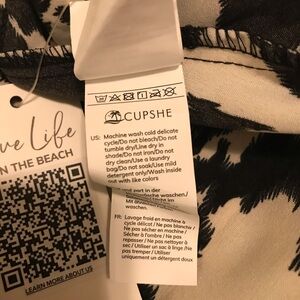 ve Life
N THE BEACH
LEARN MORE ABOUT US
CUPSHE
US: Machine wash cold delicate
cycle/Do not bleach/Do not
tumble dry/Line dry in
shade/Do not iron/Do not
dry clean/Use a laundry
bag/Do not soak/Use mild
detergent only/Wash inside
out with like colors
waschen/
waschen
FR: Lavage froid en machine à
cycle délicat / Ne pas blanchir /
Ne pas sécher en machine /
Sécher à l'ombre / Ne pas
repasser / Ne pas nettoyer à
sec / Utiliser un sac à linge /Ne
pas tremper / Utiliser
uniquement un détergent doux